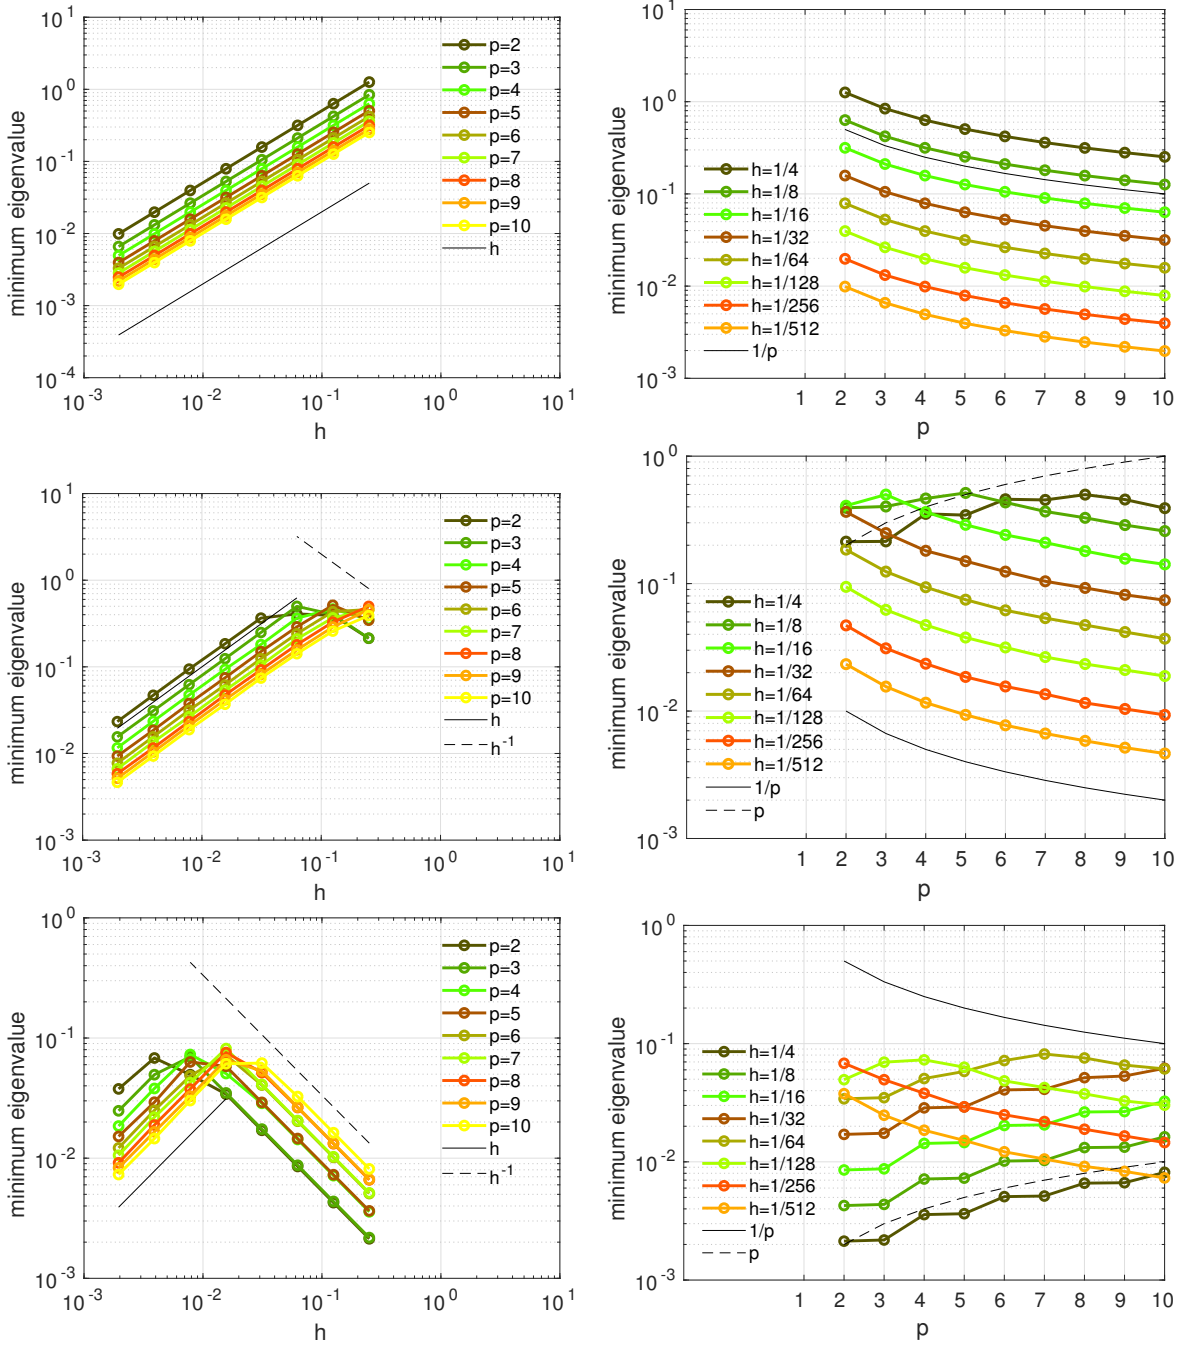 10^1
10^0
10^-1
10^-2
10^-3
10^-4
minimum eigenvalue
10^-3
10^-2
10^-1
10^0
10^1
h
p=2
p=3
p=4
p=5
p=6
p=7
p=8
p=9
p=10
h
10^1
10^0
10^-1
10^-2
10^-3
minimum eigenvalue
1
2
3
4
5
6
7
8
9
10
p
h=1/4
h=1/8
h=1/16
h=1/32
h=1/64
h=1/128
h=1/256
h=1/512
1/p
10^1
10^0
10^-1
10^-2
10^-3
minimum eigenvalue
10^-3
10^-2
10^-1
10^0
10^1
h
p=2
p=3
p=4
p=5
p=6
p=7
p=8
p=9
p=10
h
h^-1
10^0
10^-1
10^-2
10^-3
minimum eigenvalue
1
2
3
4
5
6
7
8
9
10
p
h=1/4
h=1/8
h=1/16
h=1/32
h=1/64
h=1/128
h=1/256
h=1/512
1/p
p
10^0
10^-1
10^-2
10^-3
minimum eigenvalue
10^-3
10^-2
10^-1
10^0
10^1
h
p=2
p=3
p=4
p=5
p=6
p=7
p=8
p=9
p=10
h
h^-1
10^0
10^-1
10^-2
10^-3
minimum eigenvalue
1
2
3
4
5
6
7
8
9
10
p
h=1/4
h=1/8
h=1/16
h=1/32
h=1/64
h=1/128
h=1/256
h=1/512
1/p
p